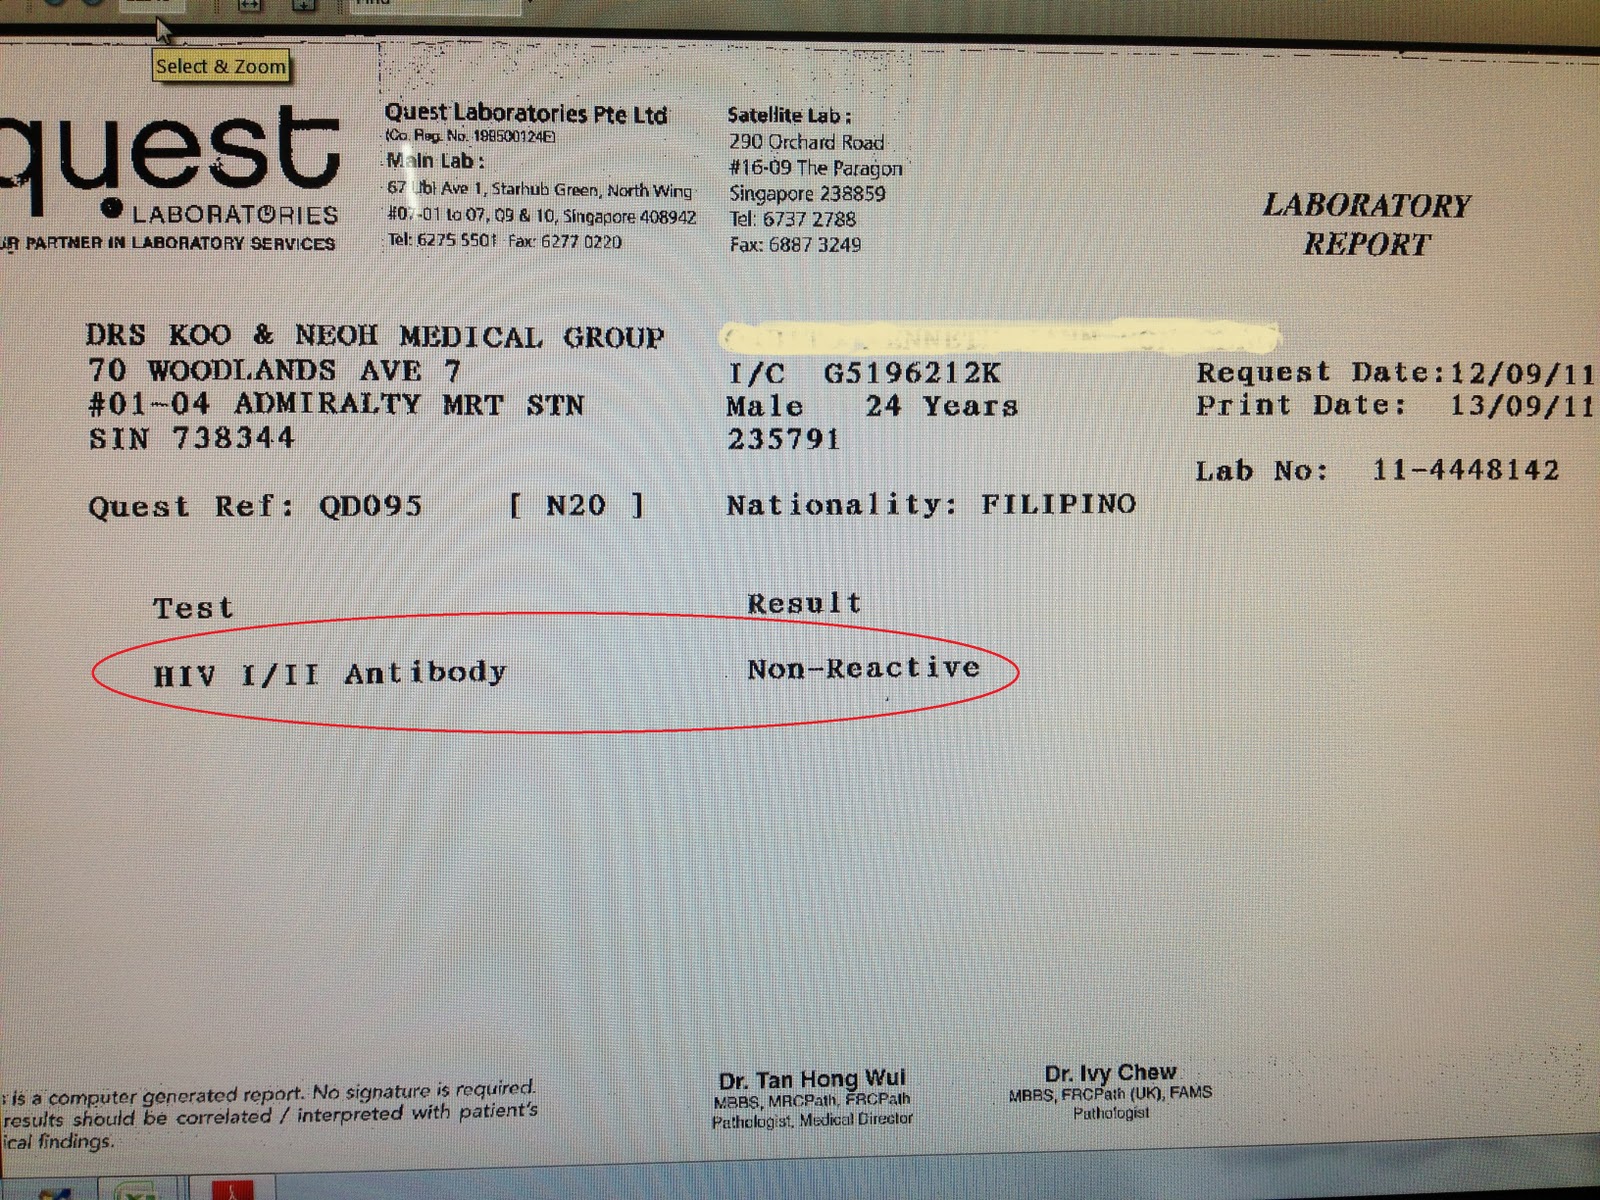 Select & Zoom
quest
LABORATORIES
PARTNER IN LABORATORY SERVICES
Quest Laboratories Pte Ltd
(Co. Reg. No. 199500124E)
Main Lab :
67 Ubi Ave 1, Starhub Green, North Wing
#07-01 to 07, 09 & 10, Singapore 408942
Tel: 6275 5501 Fax: 6277 0220
Satellite Lab :
290 Orchard Road
#16-09 The Paragon
Singapore 238859
Tel: 6737 2788
Fax: 6887 3249
LABORATORY
REPORT
DRS KOO & NEOH MEDICAL GROUP
70 WOODLANDS AVE 7
#01-04 ADMIRALTY MRT STN
SIN 738344
Quest Ref: QD095 [ N20 ]
I/C G5196212K
Male 24 Years
235791
Nationality: FILIPINO
Request Date:12/09/11
Print Date: 13/09/11
Lab No: 11-4448142
Test Result
HIV I/II Antibody Non-Reactive
is a computer generated report. No signature is required.
results should be correlated / interpreted with patient's
ical findings.
Dr. Tan Hong Wui
MBBS, MRCPath, FRCPath
Pathologist, Medical Director
Dr. Ivy Chew
MBBS, FRCPath (UK), FAMS
Pathologist